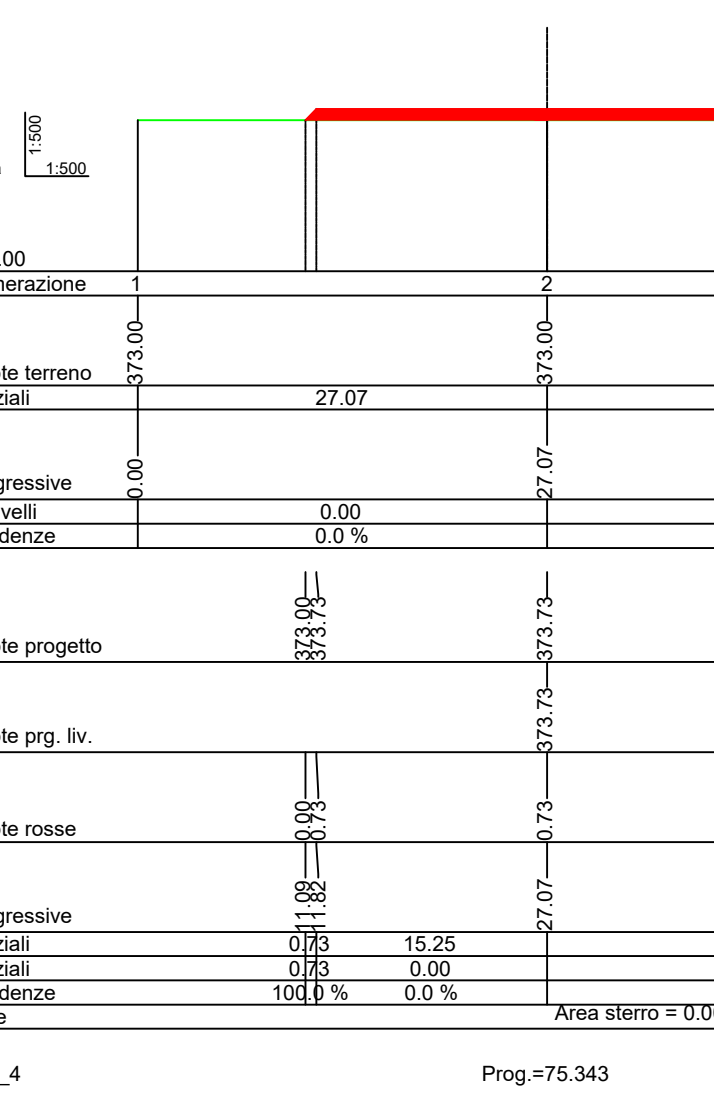 1:500
1:500
.00
nerazione 1 2
373.00 373.00
te terreno
ziali 27.07
0.00 27.07
gressive
velli 0.00
denze 0.0 %
373.00 373.73 373.73
te progetto
373.73
te prg. liv.
0.00 0.73 0.73
te rosse
11.09 11.82 27.07
gressive
ziali 0.73 15.25
ziali 0.73 0.00
denze 100.0 % 0.0 %
e Area sterro = 0.0
_4 Prog.=75.343